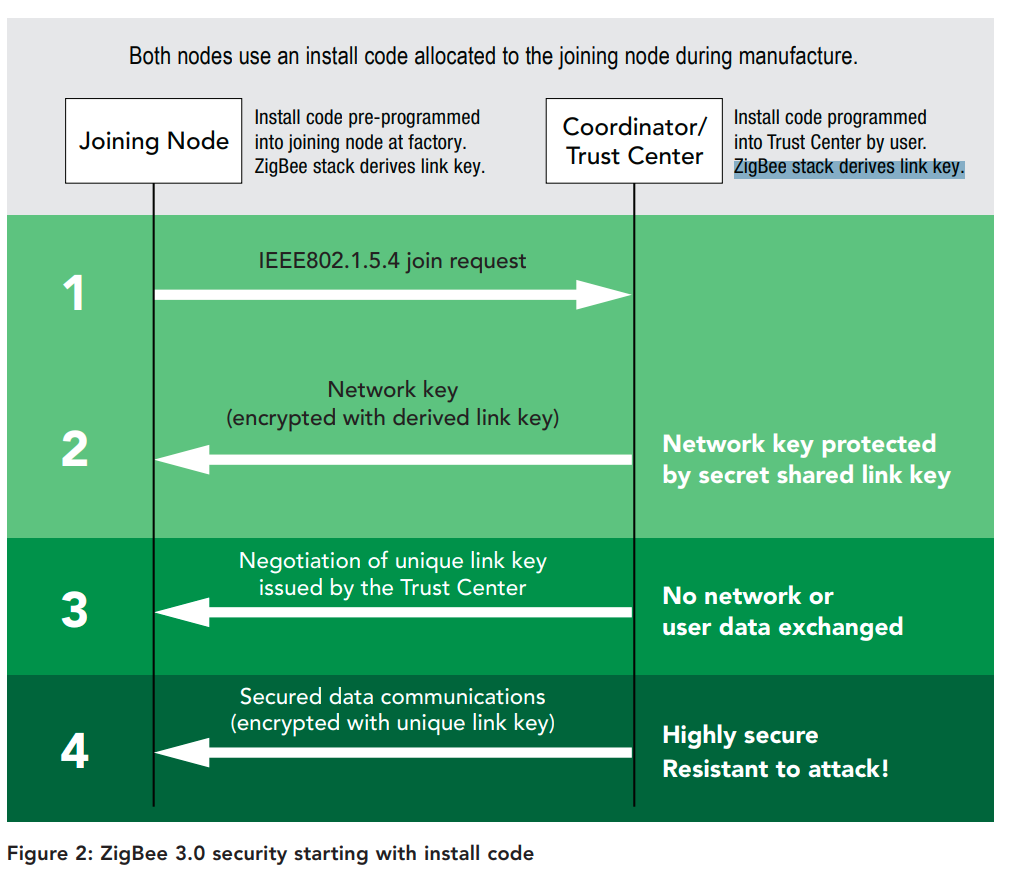 Both nodes use an install code allocated to the joining node during manufacture.
Joining Node
Install code pre-programmed
into joining node at factory.
ZigBee stack derives link key.
Coordinator/
Trust Center
Install code programmed
into Trust Center by user.
ZigBee stack derives link key.
1
IEEE802.1.5.4 join request
2
Network key
(encrypted with derived link key)
Network key protected
by secret shared link key
3
Negotiation of unique link key
issued by the Trust Center
No network or
user data exchanged
4
Secured data communications
(encrypted with unique link key)
Highly secure
Resistant to attack!
Figure 2: ZigBee 3.0 security starting with install code